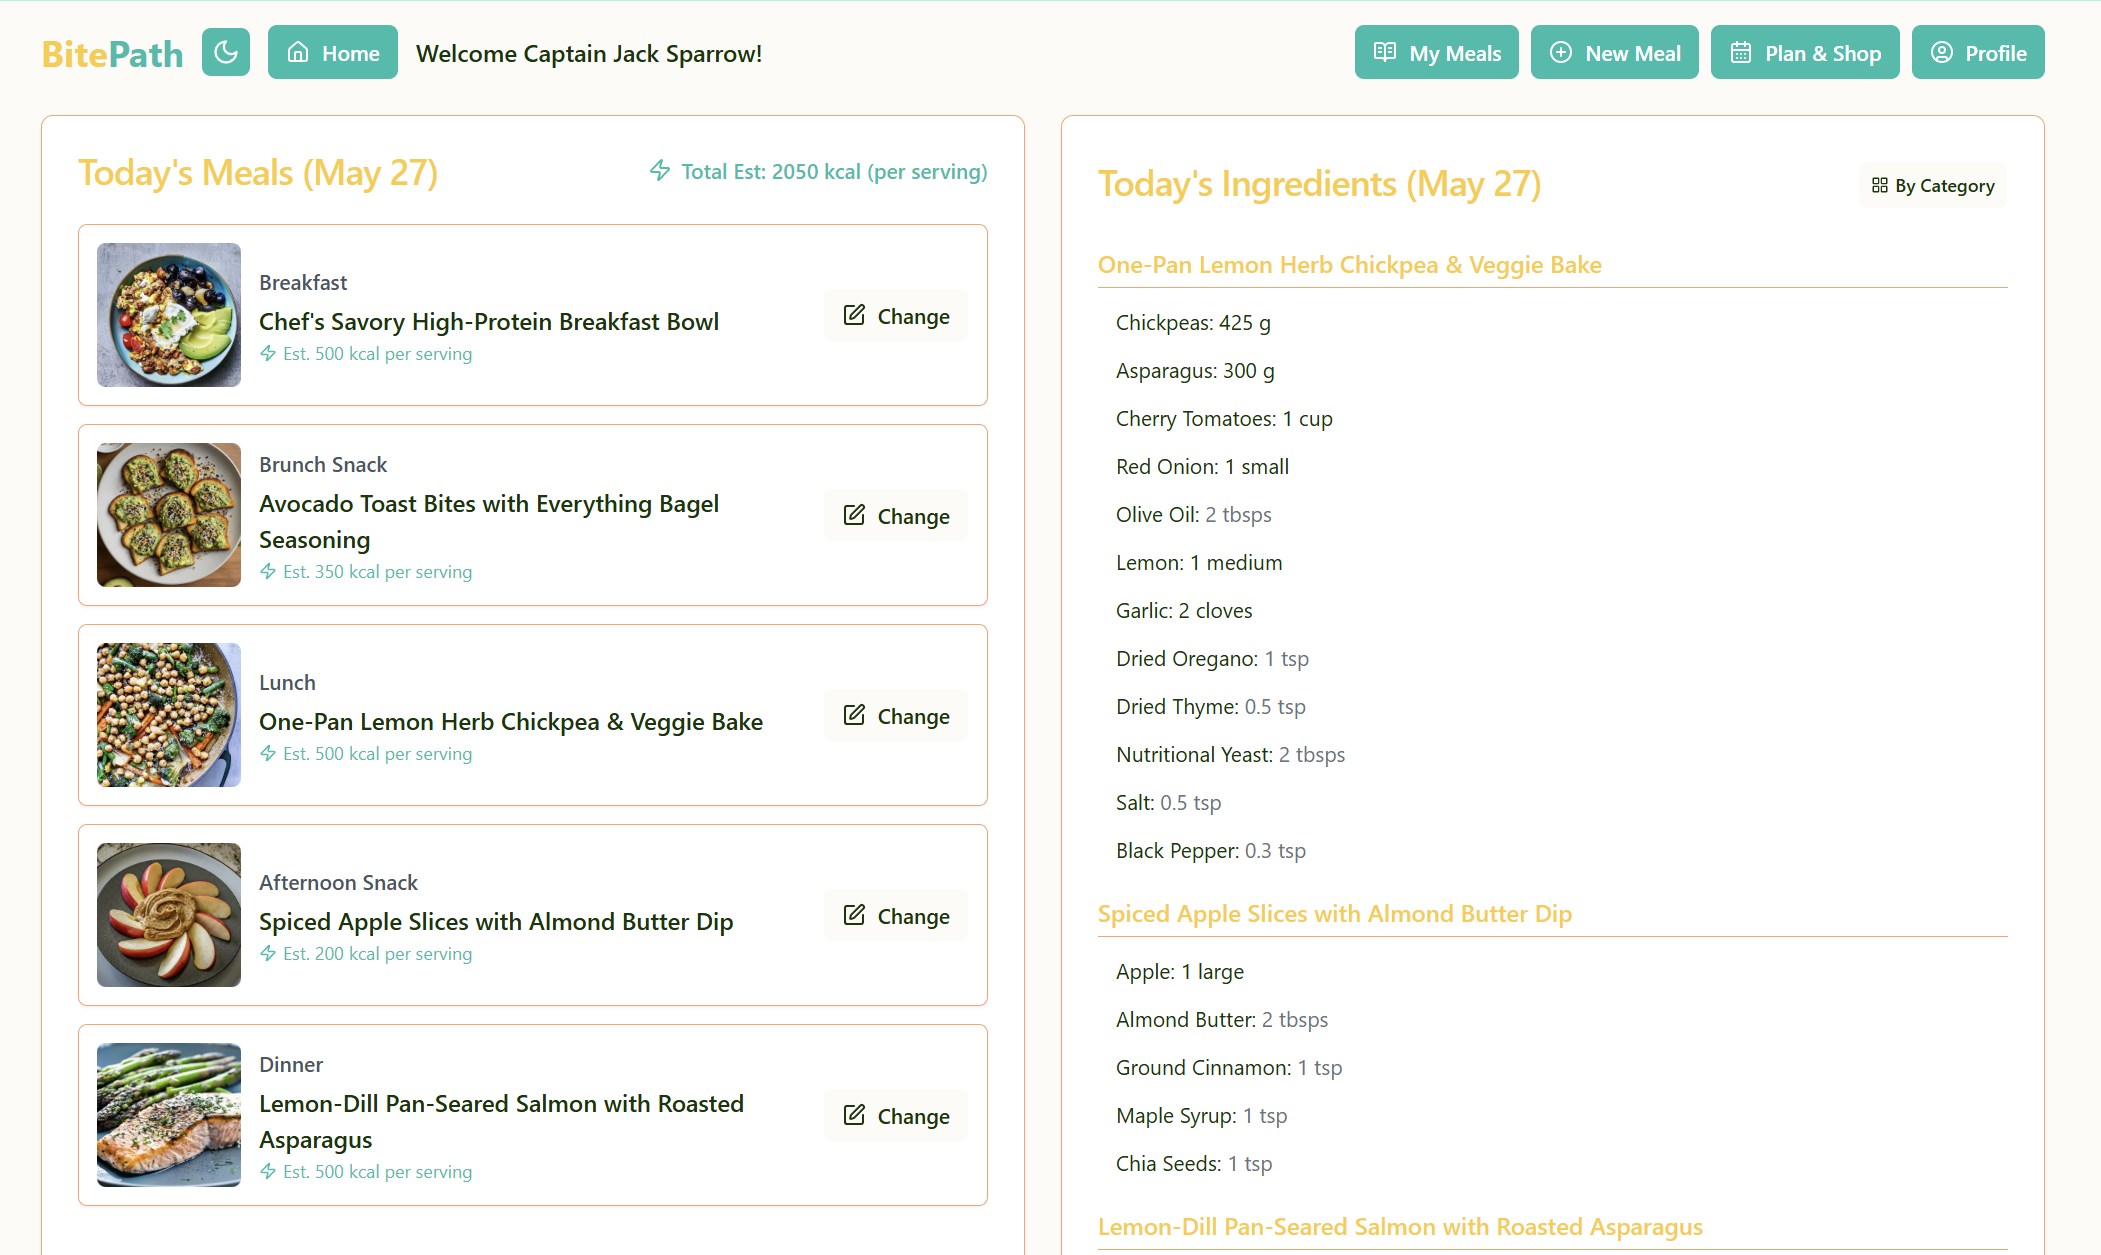 BitePath
Home
Welcome Captain Jack Sparrow!
My Meals
New Meal
Plan & Shop
Profile
Today's Meals (May 27)
Total Est: 2050 kcal (per serving)
Breakfast
Chef's Savory High-Protein Breakfast Bowl
Est. 500 kcal per serving
Change
Brunch Snack
Avocado Toast Bites with Everything Bagel
Seasoning
Est. 350 kcal per serving
Change
Lunch
One-Pan Lemon Herb Chickpea & Veggie Bake
Est. 500 kcal per serving
Change
Afternoon Snack
Spiced Apple Slices with Almond Butter Dip
Est. 200 kcal per serving
Change
Dinner
Lemon-Dill Pan-Seared Salmon with Roasted
Asparagus
Est. 500 kcal per serving
Change
Today's Ingredients (May 27)
By Category
One-Pan Lemon Herb Chickpea & Veggie Bake
Chickpeas: 425 g
Asparagus: 300 g
Cherry Tomatoes: 1 cup
Red Onion: 1 small
Olive Oil: 2 tbsps
Lemon: 1 medium
Garlic: 2 cloves
Dried Oregano: 1 tsp
Dried Thyme: 0.5 tsp
Nutritional Yeast: 2 tbsps
Salt: 0.5 tsp
Black Pepper: 0.3 tsp
Spiced Apple Slices with Almond Butter Dip
Apple: 1 large
Almond Butter: 2 tbsps
Ground Cinnamon: 1 tsp
Maple Syrup: 1 tsp
Chia Seeds: 1 tsp
Lemon-Dill Pan-Seared Salmon with Roasted Asparagus